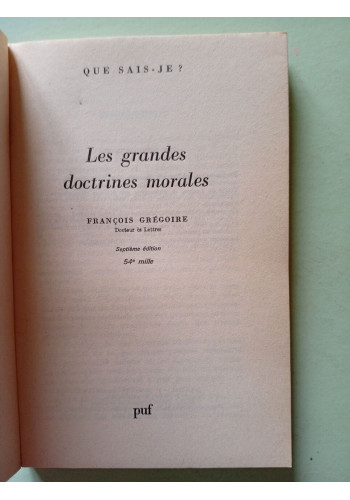 QUE SAIS-JE ?
Les grandes
doctrines morales
FRANÇOIS GRÉGOIRE
Docteur ès Lettres
Septième édition
54e mille
puf